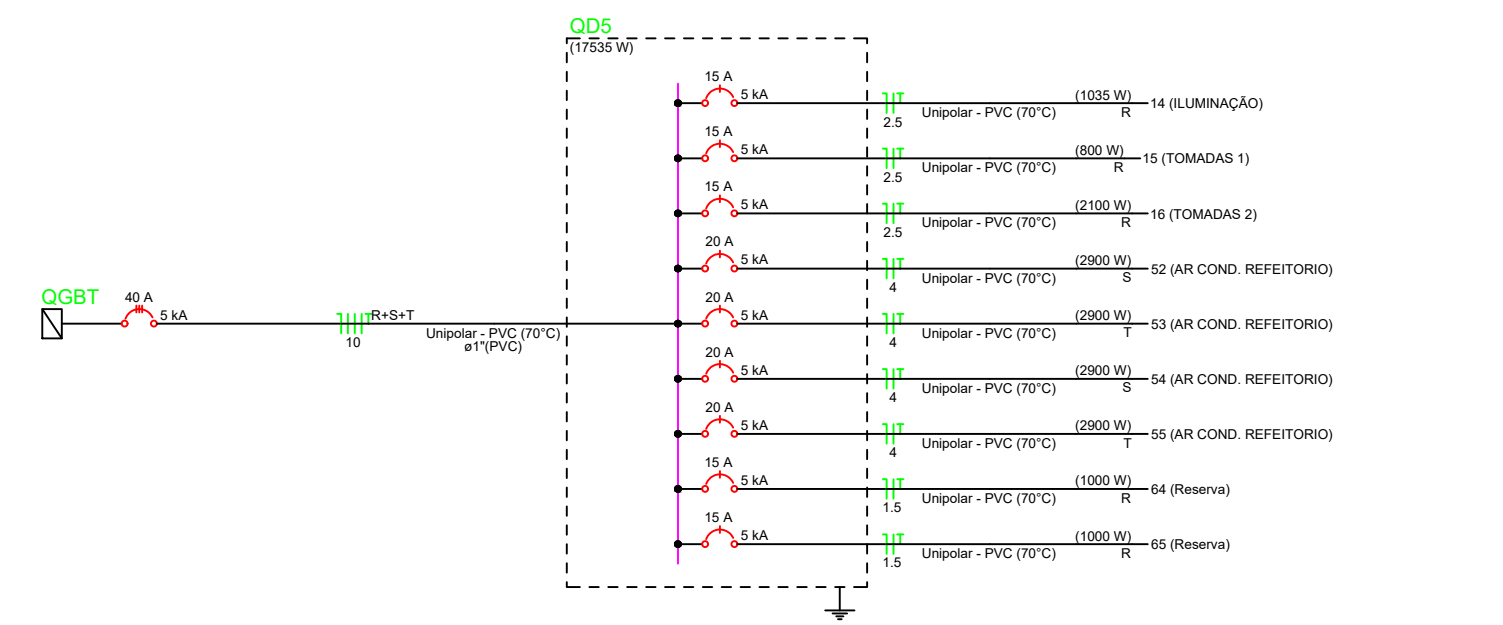 QD5
(17535 W)
15 A
5 kA
2.5
Unipolar - PVC (70°C)
(1035 W)
R
14 (ILUMINAÇÃO)
15 A
5 kA
2.5
Unipolar - PVC (70°C)
(800 W)
R
15 (TOMADAS 1)
15 A
5 kA
2.5
Unipolar - PVC (70°C)
(2100 W)
R
16 (TOMADAS 2)
20 A
5 kA
4
Unipolar - PVC (70°C)
(2900 W)
S
52 (AR COND. REFEITORIO)
QGBT
40 A
5 kA
R+S+T
10
Unipolar - PVC (70°C)
ø1"(PVC)
20 A
5 kA
4
Unipolar - PVC (70°C)
(2900 W)
T
53 (AR COND. REFEITORIO)
20 A
5 kA
4
Unipolar - PVC (70°C)
(2900 W)
S
54 (AR COND. REFEITORIO)
20 A
5 kA
4
Unipolar - PVC (70°C)
(2900 W)
T
55 (AR COND. REFEITORIO)
15 A
5 kA
1.5
Unipolar - PVC (70°C)
(1000 W)
R
64 (Reserva)
15 A
5 kA
1.5
Unipolar - PVC (70°C)
(1000 W)
R
65 (Reserva)